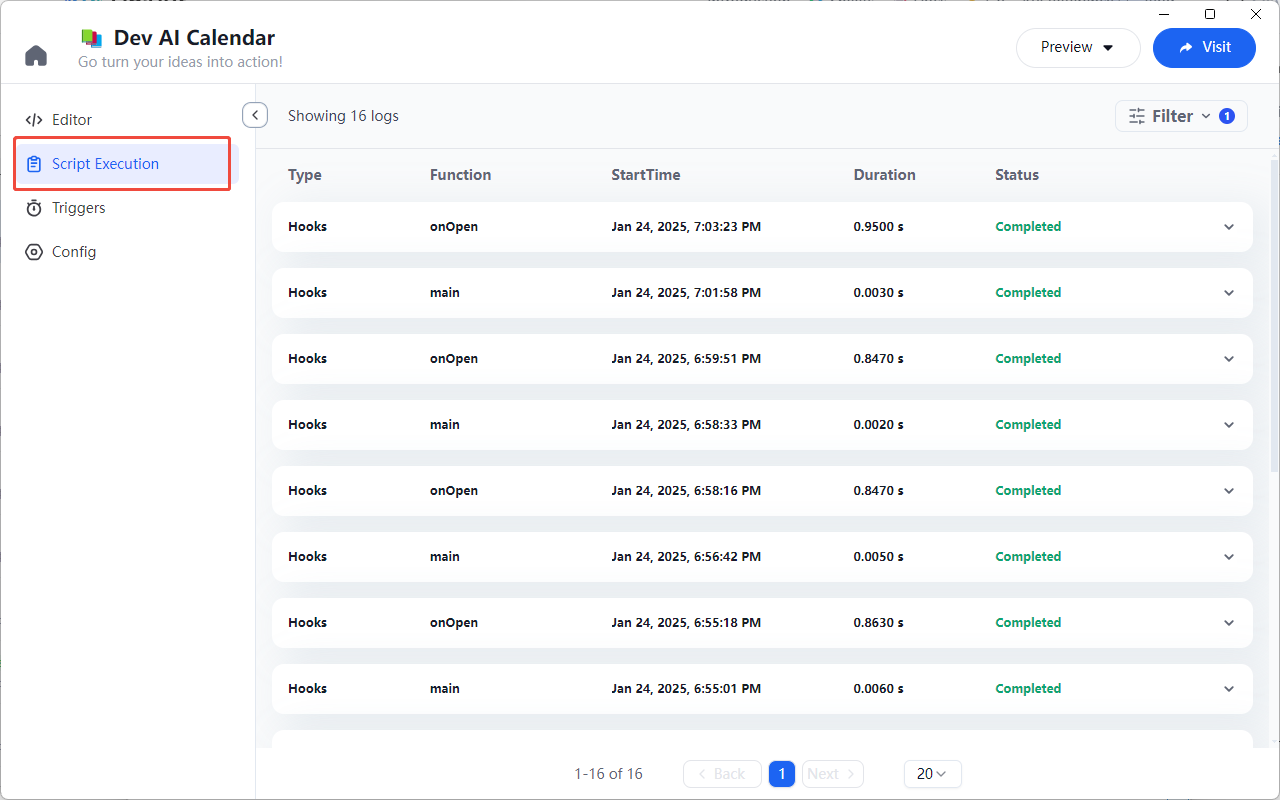 Dev AI Calendar
Go turn your ideas into action!
Preview
Visit
Editor
Script Execution
Triggers
Config
Showing 16 logs
Filter 1
Type Function StartTime Duration Status
Hooks onOpen Jan 24, 2025, 7:03:23 PM 0.9500 s Completed
Hooks main Jan 24, 2025, 7:01:58 PM 0.0030 s Completed
Hooks onOpen Jan 24, 2025, 6:59:51 PM 0.8470 s Completed
Hooks main Jan 24, 2025, 6:58:33 PM 0.0020 s Completed
Hooks onOpen Jan 24, 2025, 6:58:16 PM 0.8470 s Completed
Hooks main Jan 24, 2025, 6:56:42 PM 0.0050 s Completed
Hooks onOpen Jan 24, 2025, 6:55:18 PM 0.8630 s Completed
Hooks main Jan 24, 2025, 6:55:01 PM 0.0060 s Completed
1-16 of 16 Back 1 Next 20